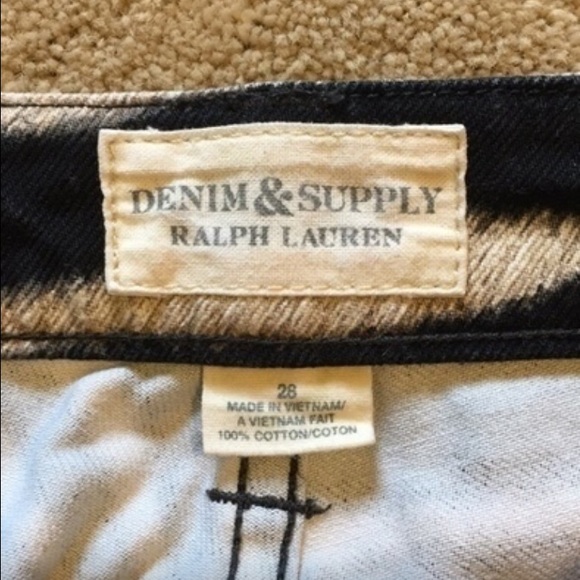 DENIM & SUPPLY
RALPH LAUREN
28
MADE IN VIETNAM/
A VIETNAM FAIT
100% COTTON/COTON